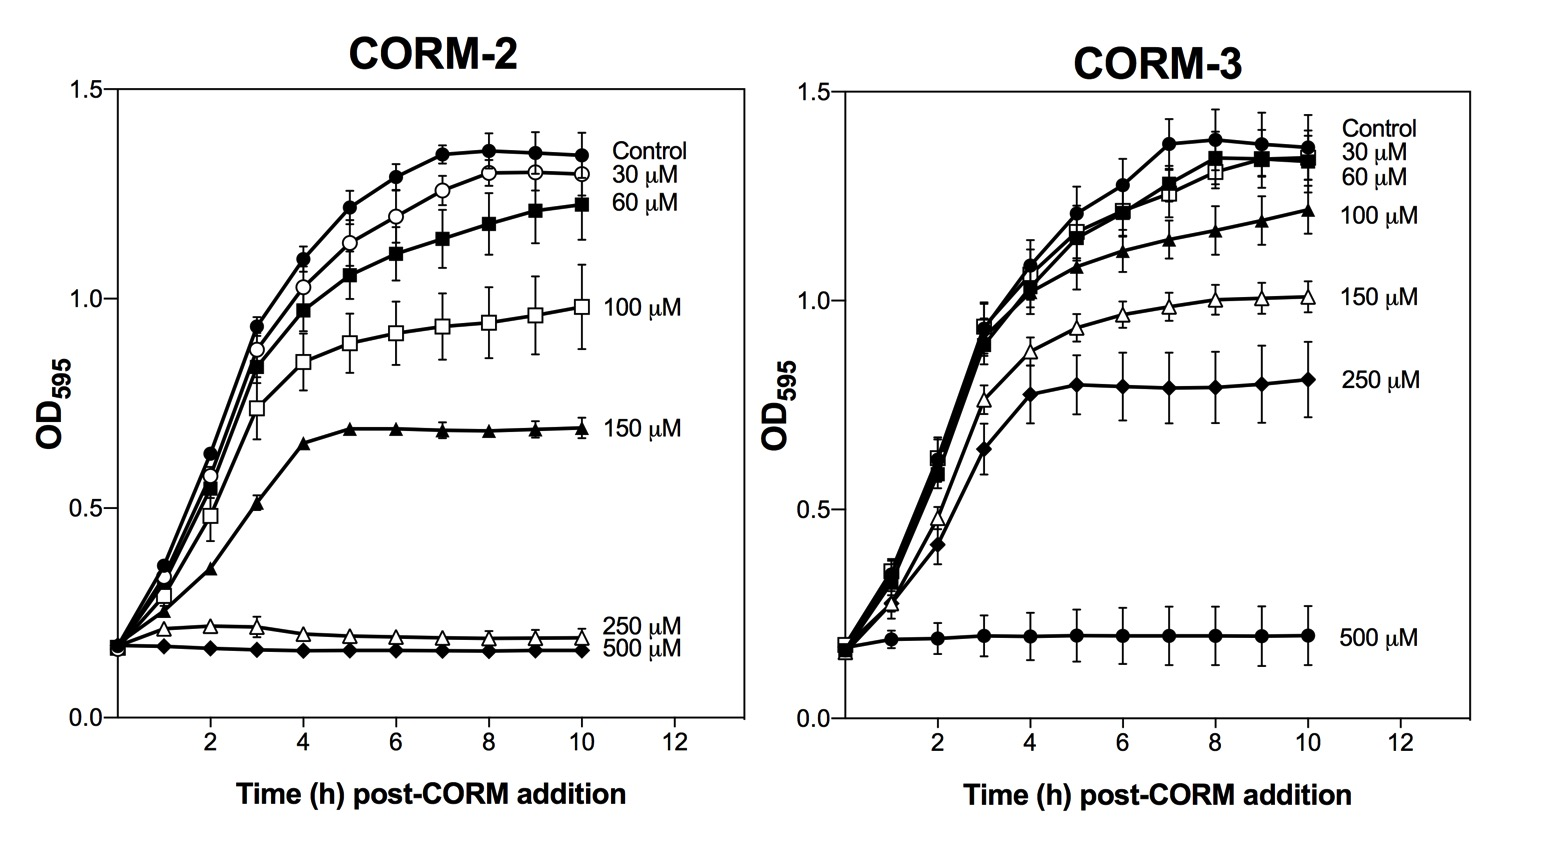 CORM-2
1.5
1.0
0.5
0.0
OD595
2 4 6 8 10 12
Time (h) post-CORM addition
Control
30 µM
60 µM
100 µM
150 µM
250 µM
500 µM
CORM-3
1.5
1.0
0.5
0.0
OD595
2 4 6 8 10 12
Time (h) post-CORM addition
Control
30 µM
60 µM
100 µM
150 µM
250 µM
500 µM